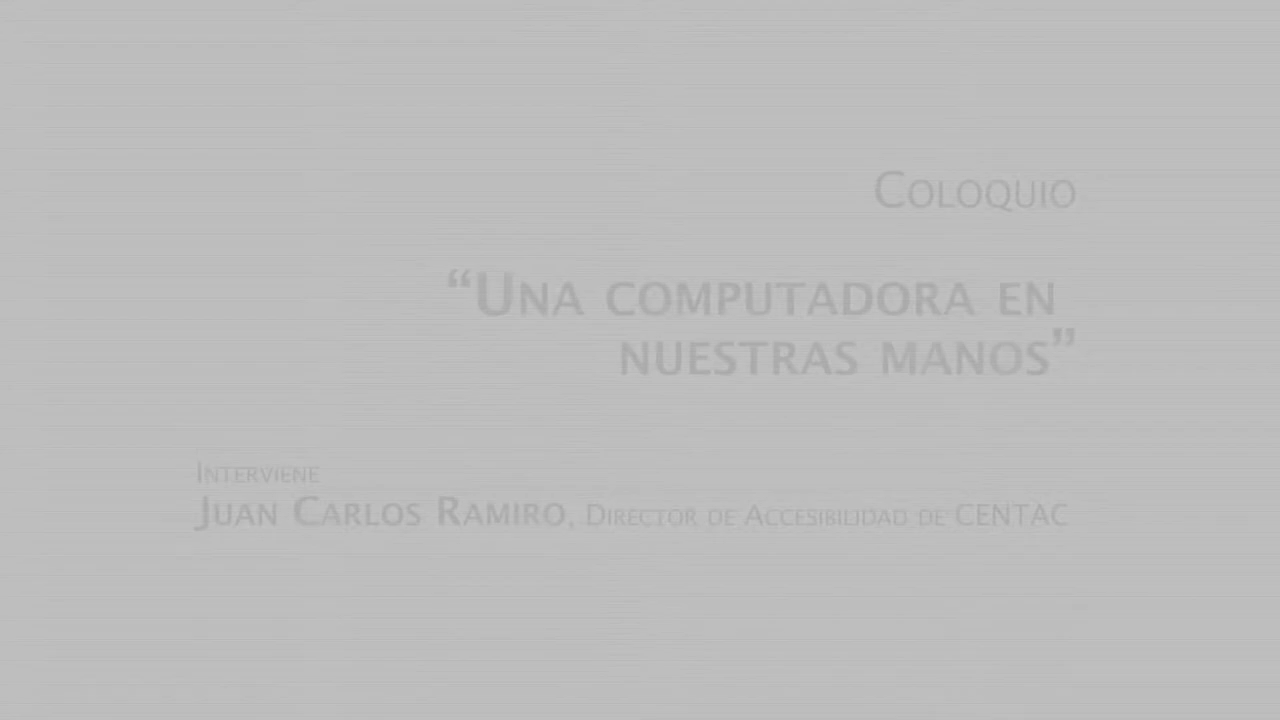 Coloquio
“Una computadora en
nuestras manos”
Interviene
Juan Carlos Ramiro, Director de Accesibilidad de CENTAC